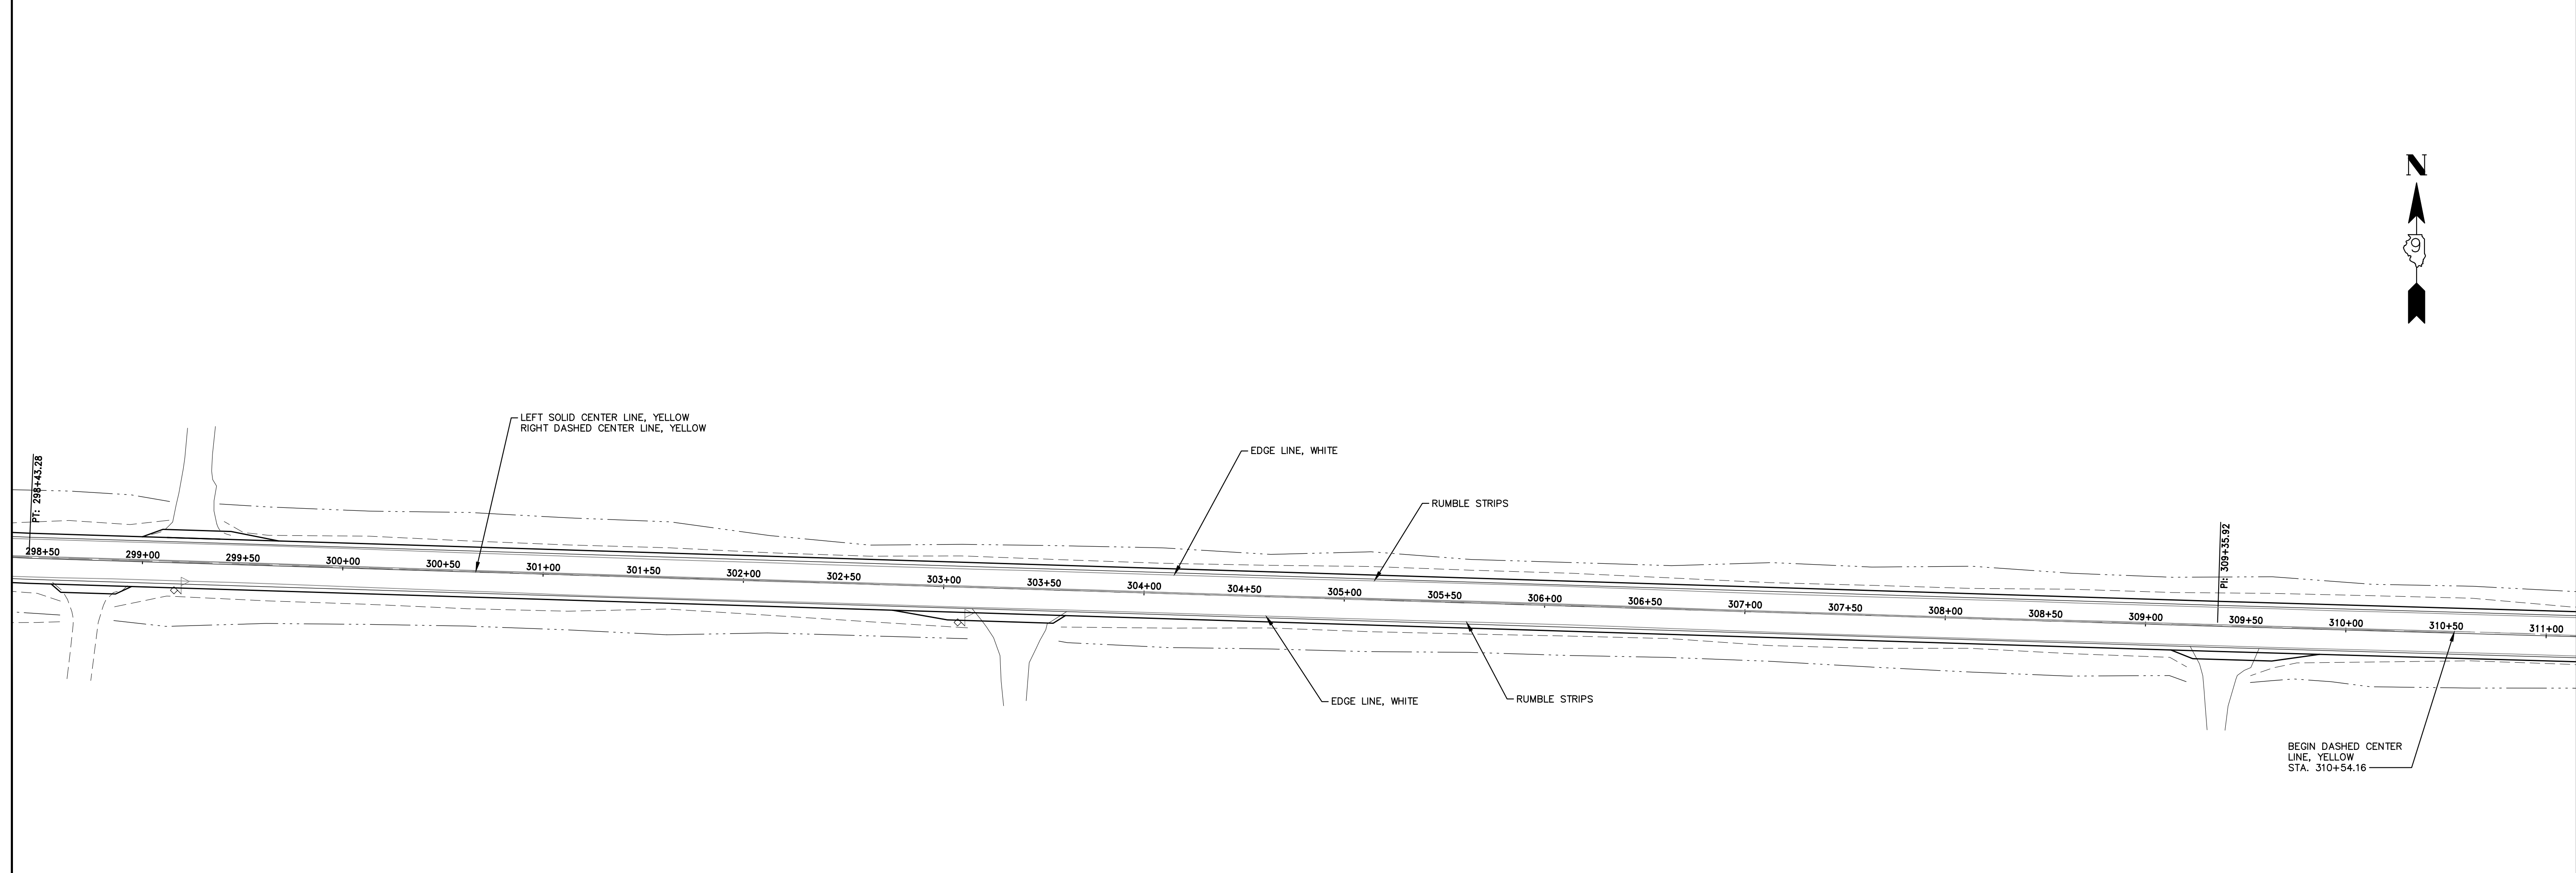 N
9
LEFT SOLID CENTER LINE, YELLOW
RIGHT DASHED CENTER LINE, YELLOW
EDGE LINE, WHITE
RUMBLE STRIPS
PT: 298+43.28
PI: 309+35.92
298+50
299+00
299+50
300+00
300+50
301+00
301+50
302+00
302+50
303+00
303+50
304+00
304+50
305+00
305+50
306+00
306+50
307+00
307+50
308+00
308+50
309+00
309+50
310+00
310+50
311+00
EDGE LINE, WHITE
RUMBLE STRIPS
BEGIN DASHED CENTER
LINE, YELLOW
STA. 310+54.16